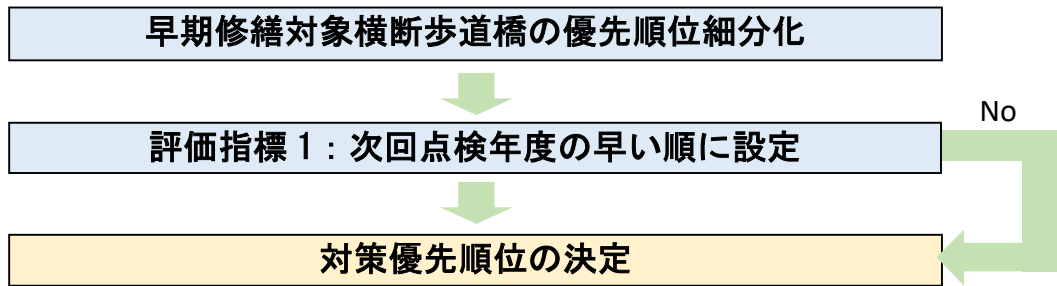 早期修繕対象横断歩道橋の優先順位細分化
No
評価指標１：次回点検年度の早い順に設定
対策優先順位の決定